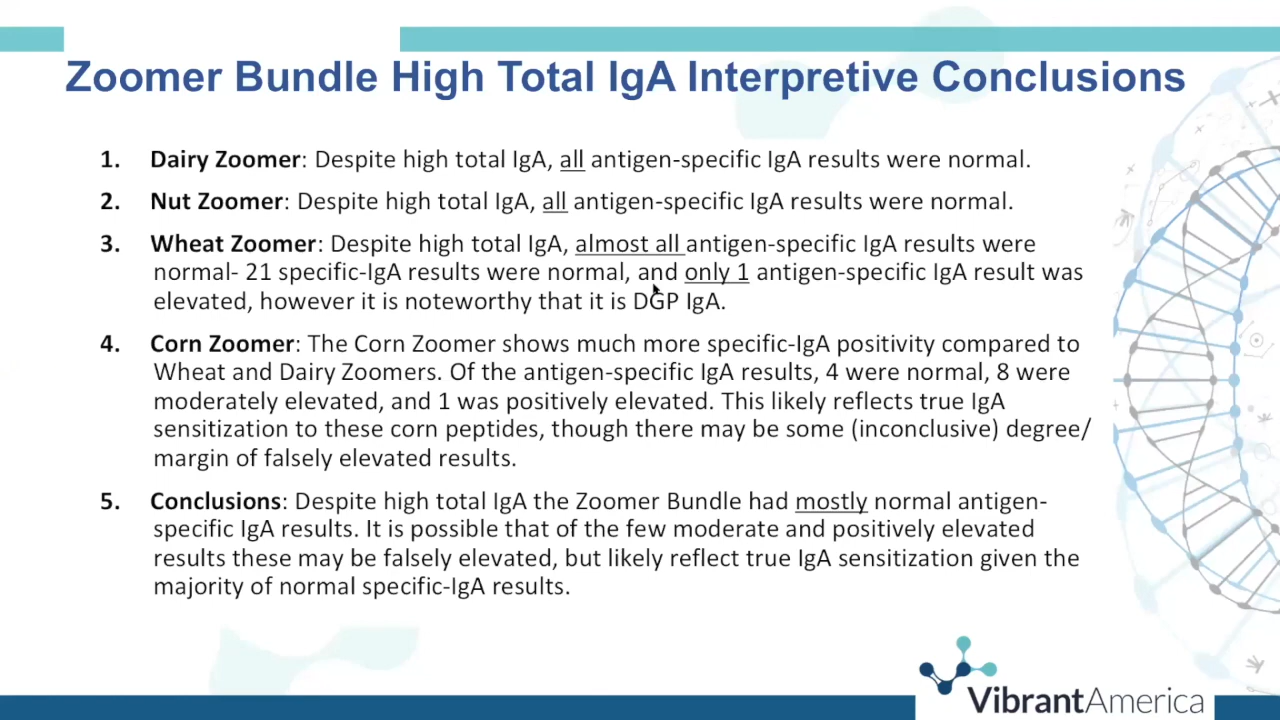 Zoomer Bundle High Total IgA Interpretive Conclusions
1. Dairy Zoomer: Despite high total IgA, all antigen-specific IgA results were normal.
2. Nut Zoomer: Despite high total IgA, all antigen-specific IgA results were normal.
3. Wheat Zoomer: Despite high total IgA, almost all antigen-specific IgA results were
normal- 21 specific-IgA results were normal, and only 1 antigen-specific IgA result was
elevated, however it is noteworthy that it is DGP IgA.
4. Corn Zoomer: The Corn Zoomer shows much more specific-IgA positivity compared to
Wheat and Dairy Zoomers. Of the antigen-specific IgA results, 4 were normal, 8 were
moderately elevated, and 1 was positively elevated. This likely reflects true IgA
sensitization to these corn peptides, though there may be some (inconclusive) degree/
margin of falsely elevated results.
5. Conclusions: Despite high total IgA the Zoomer Bundle had mostly normal antigen-
specific IgA results. It is possible that of the few moderate and positively elevated
results these may be falsely elevated, but likely reflect true IgA sensitization given the
majority of normal specific-IgA results.
VibrantAmerica